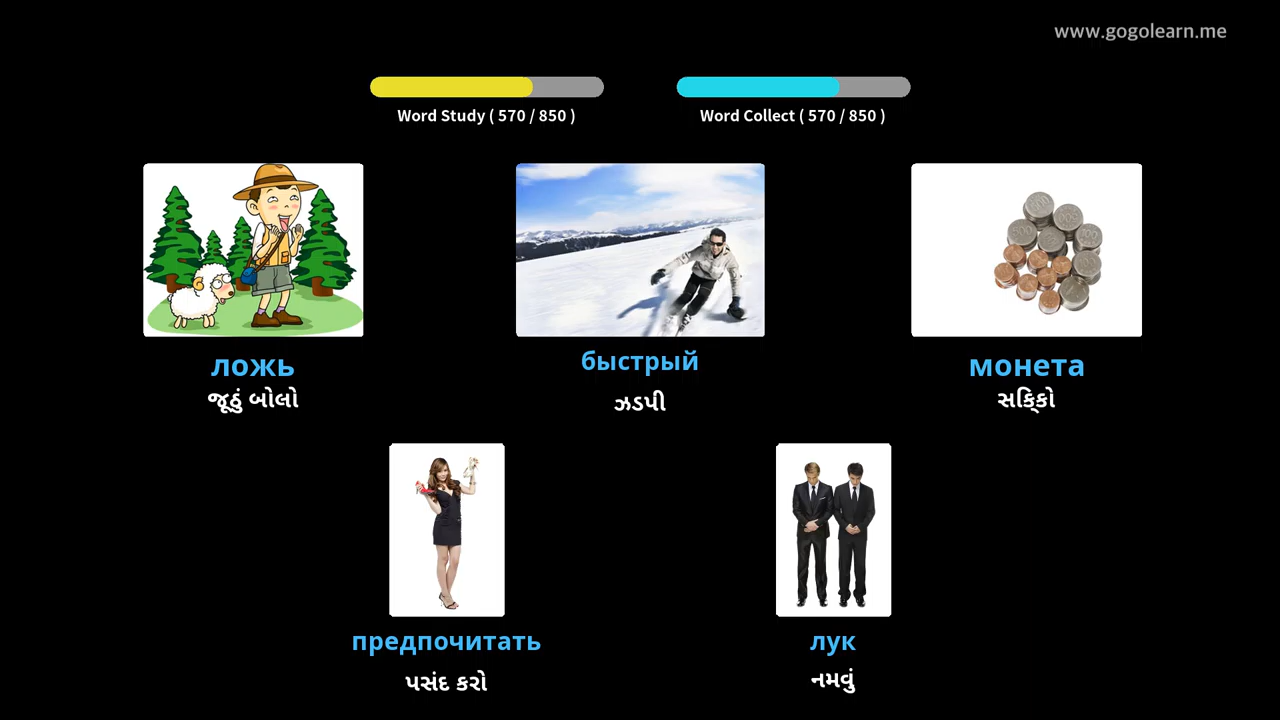 www.gogolearn.me
Word Study ( 570 / 850 )
Word Collect ( 570 / 850 )
ложь
જૂઠું બોલો
быстрый
ઝડપી
монета
સિક્કો
предпочитать
પસંદ કરો
лук
નમવું